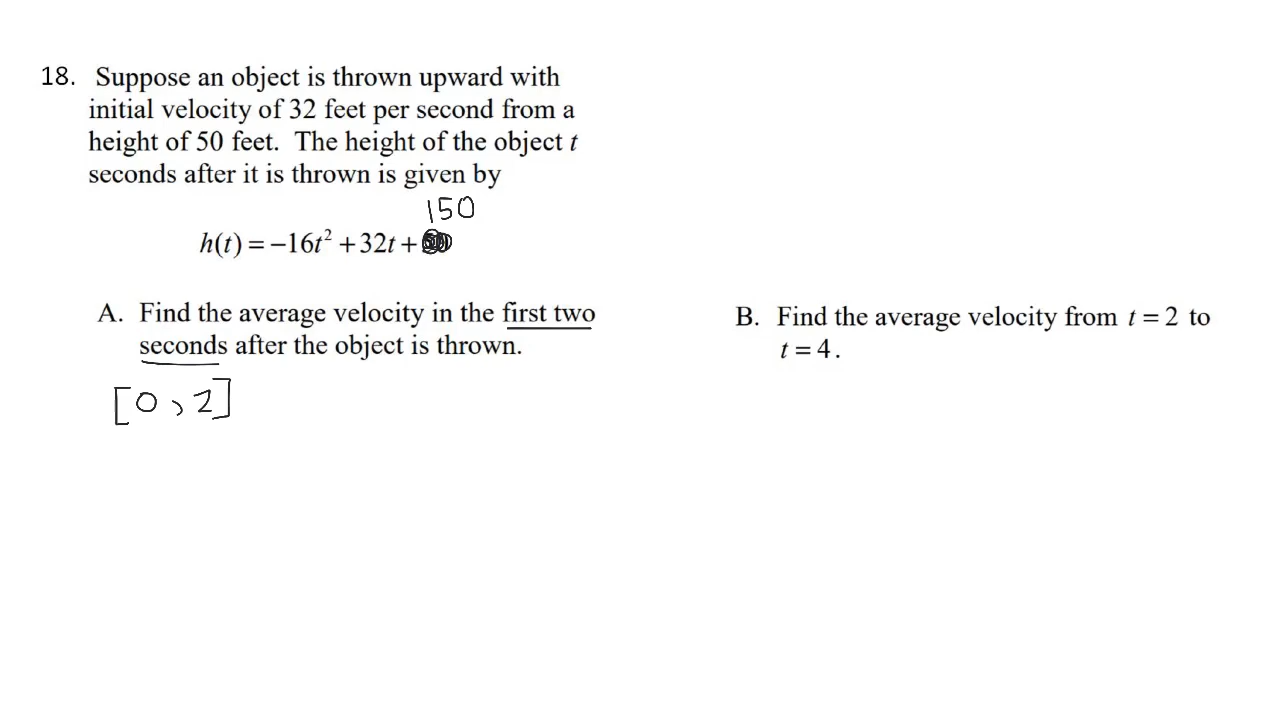 18. Suppose an object is thrown upward with
initial velocity of 32 feet per second from a
height of 50 feet. The height of the object t
seconds after it is thrown is given by
150
h(t) = −16t² + 32t +
A. Find the average velocity in the first two
seconds after the object is thrown.
[0, 2]
B. Find the average velocity from t = 2 to
t = 4.